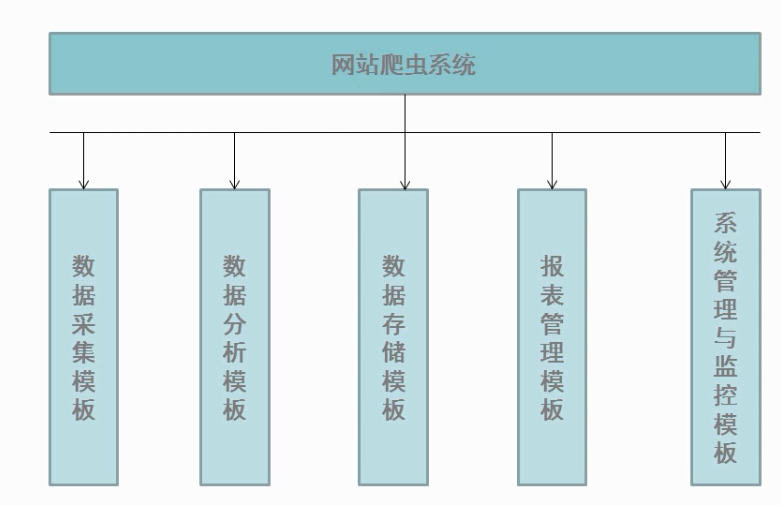 网站爬虫系统
数据采集模板
数据分析模板
数据存储模板
报表管理模板
系统管理与监控模板